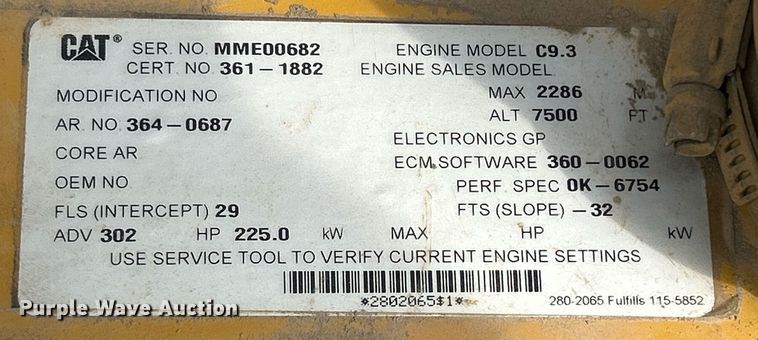 CAT® SER. NO. MME00682 ENGINE MODEL C9.3
CERT. NO. 361-1882 ENGINE SALES MODEL
MODIFICATION NO MAX 2286 M
AR. NO. 364-0687 ALT 7500 FT
CORE AR ELECTRONICS GP
ECM SOFTWARE 360-0062
OEM NO PERF. SPEC 0K-6754
FLS (INTERCEPT) 29 FTS (SLOPE) -32
ADV 302 HP 225.0 kW MAX HP kW
USE SERVICE TOOL TO VERIFY CURRENT ENGINE SETTINGS
*2802065$1* 280-2065 Fulfills 115-5852
Purple Wave Auction